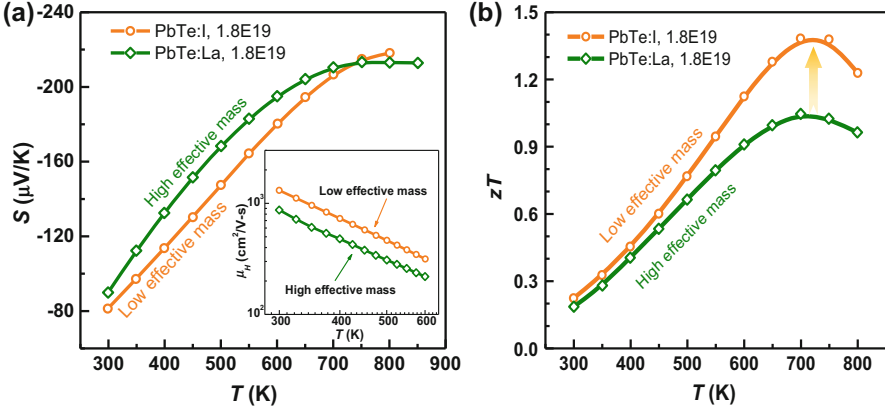 (a)
-240
-200
-160
-120
-80
S (μV/K)
PbTe:I, 1.8E19
PbTe:La, 1.8E19
High effective mass
Low effective mass
10³
10²
μH (cm²/V-s)
Low effective mass
High effective mass
300 400 500 600
T (K)
300 400 500 600 700 800 900
T (K)
(b)
1.5
1.2
0.9
0.6
0.3
0.0
zT
PbTe:I, 1.8E19
PbTe:La, 1.8E19
Low effective mass
High effective mass
300 400 500 600 700 800
T (K)